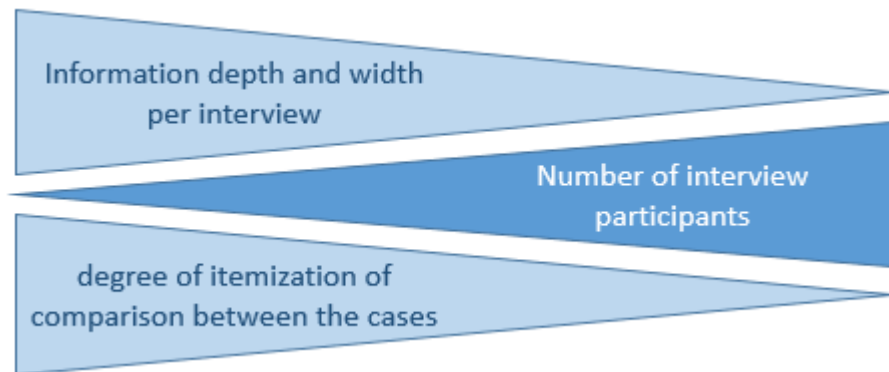 Information depth and width
per interview
Number of interview
participants
degree of itemization of
comparison between the cases